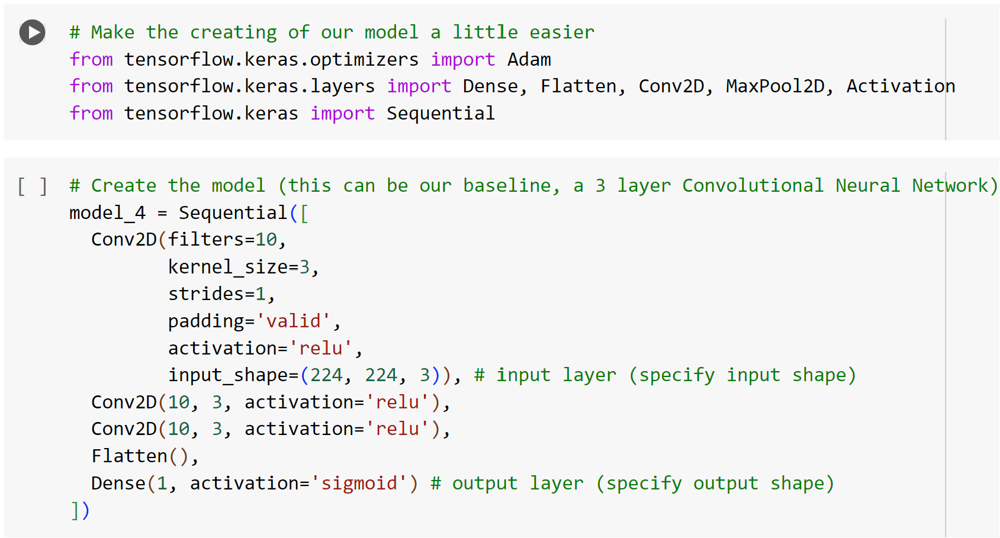 # Make the creating of our model a little easier
from tensorflow.keras.optimizers import Adam
from tensorflow.keras.layers import Dense, Flatten, Conv2D, MaxPool2D, Activation
from tensorflow.keras import Sequential
[ ] # Create the model (this can be our baseline, a 3 layer Convolutional Neural Network)
model_4 = Sequential([
  Conv2D(filters=10,
         kernel_size=3,
         strides=1,
         padding='valid',
         activation='relu',
         input_shape=(224, 224, 3)), # input layer (specify input shape)
  Conv2D(10, 3, activation='relu'),
  Conv2D(10, 3, activation='relu'),
  Flatten(),
  Dense(1, activation='sigmoid') # output layer (specify output shape)
])